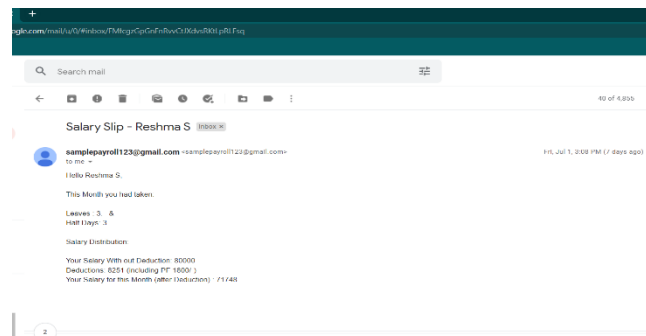 +
Search mail
40 of 4,855
Salary Slip - Reshma S Inbox ×
samplepayroll123@gmail.com <samplepayroll123@gmail.com>
Fri, Jul 1, 3:08 PM (7 days ago)
to me
Hello Reshma S,
This Month you had taken:
Leaves : 3. &
Half Days: 3
Salary Distribution:
Your Salary With out Deduction: 80000
Deductions: 8251 (including PF 1800/ )
Your Salary for this Month (after Deduction) : 71748
2